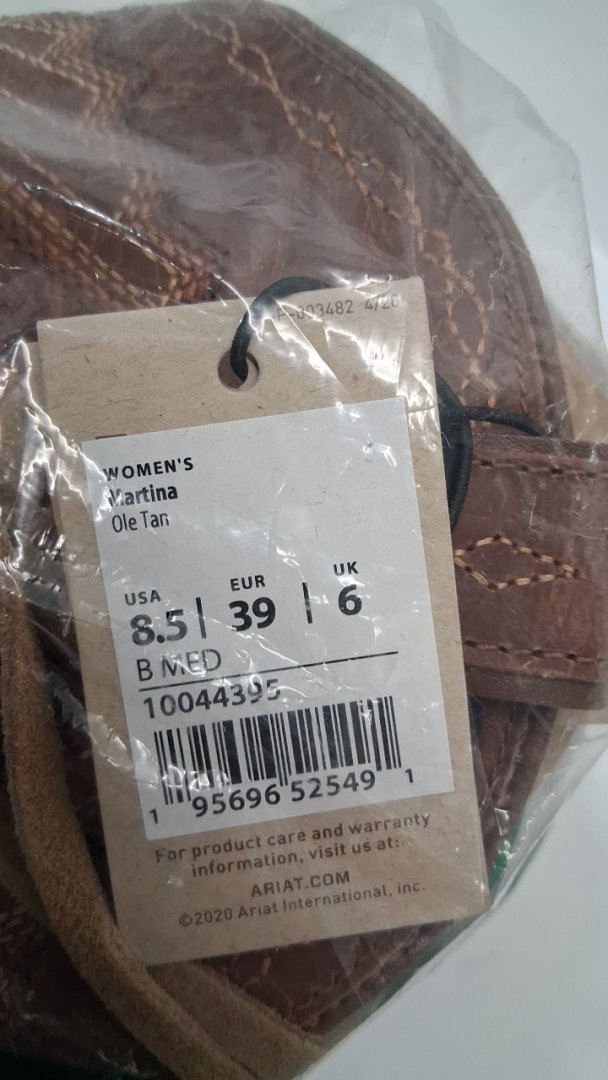 P-003482 4/20
WOMEN'S
Martina
Ole Tan
USA EUR UK
8.5 | 39 | 6
B MED
10044395
1 95696 52549 1
For product care and warranty
information, visit us at:
ARIAT.COM
©2020 Ariat International, inc.